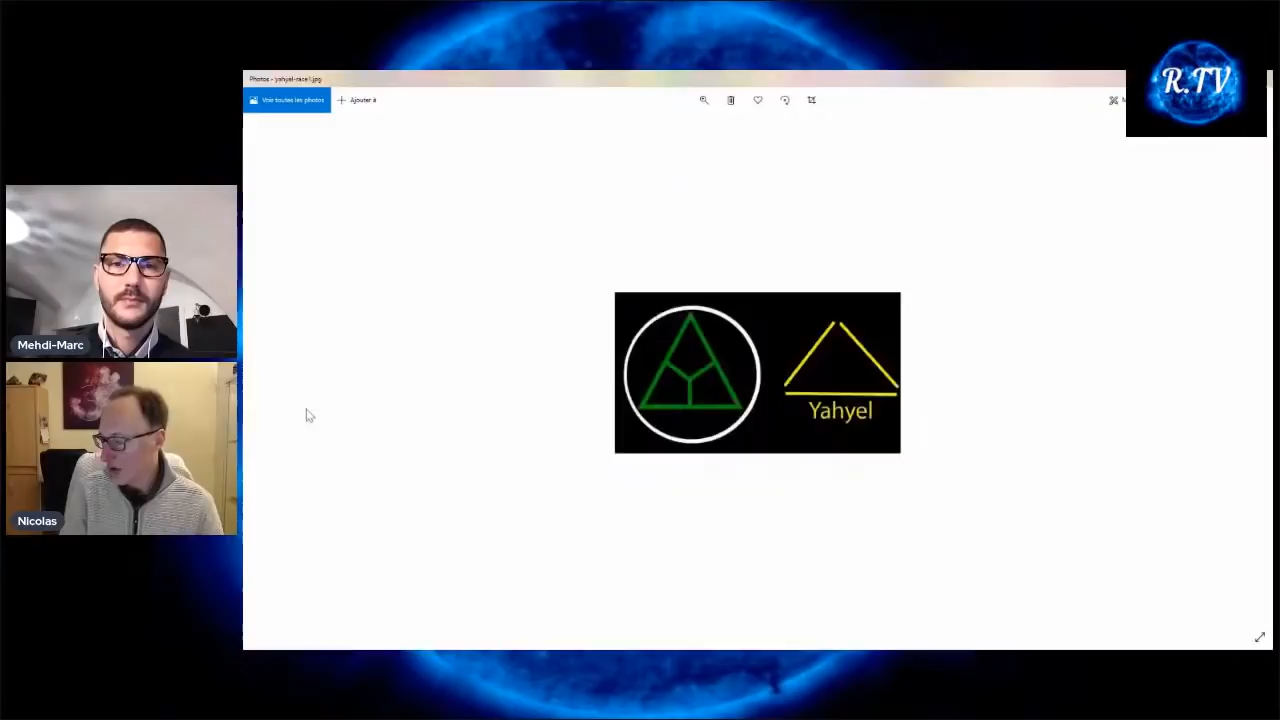 Photos - yahyel-race1.jpg
Voir toutes les photos
Ajouter à
R.TV
Mehdi-Marc
Yahyel
Nicolas